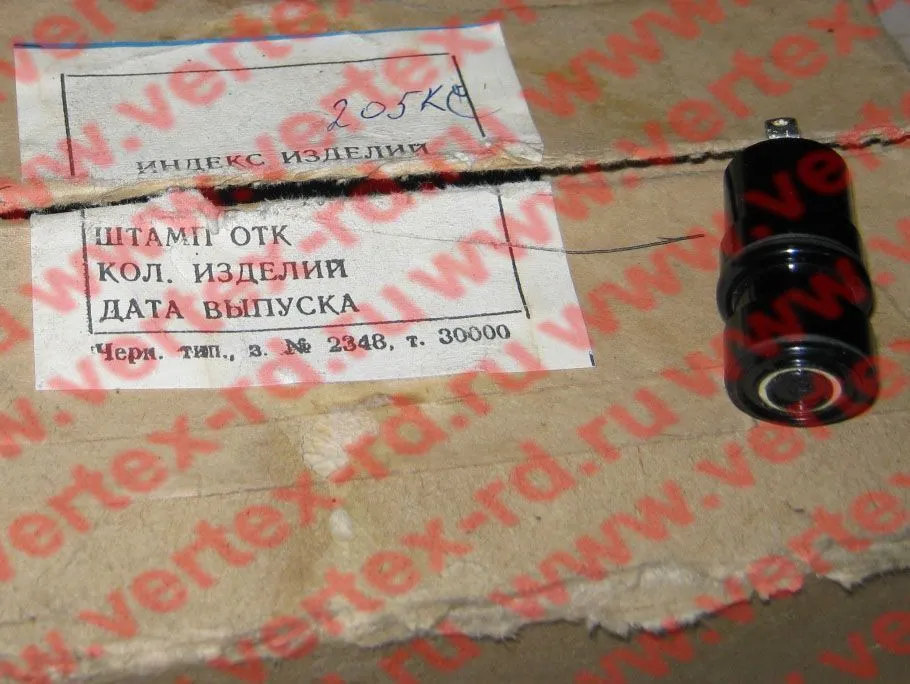 205КС
ИНДЕКС ИЗДЕЛИЙ
ШТАМП ОТК
КОЛ. ИЗДЕЛИЙ
ДАТА ВЫПУСКА
Черн. тип., з. № 2348, т. 30000
www.vertex-rd.ru